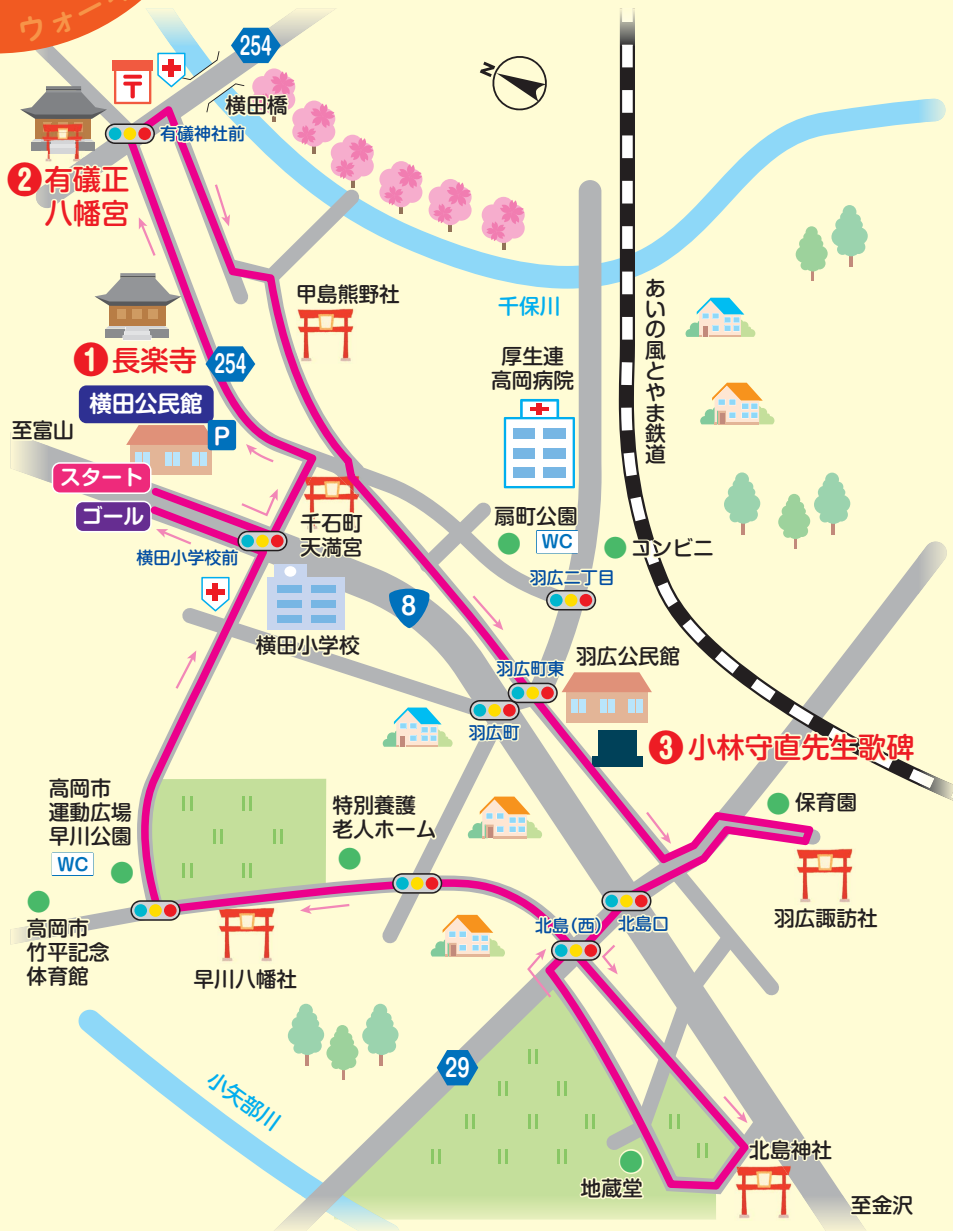 ウォー
254
〒
横田橋
N
有礒神社前
❷有礒正
八幡宮
甲島熊野社
千保川
あいの風とやま鉄道
❶長楽寺
254
厚生連
高岡病院
横田公民館
P
至富山
スタート
ゴール
千石町
天満宮
扇町公園
WC
コンビニ
横田小学校前
羽広二丁目
8
横田小学校
羽広町東
羽広公民館
羽広町
❸小林守直先生歌碑
高岡市
運動広場
早川公園
WC
特別養護
老人ホーム
保育園
羽広諏訪社
北島(西)
北島口
高岡市
竹平記念
体育館
早川八幡社
29
小矢部川
北島神社
地蔵堂
至金沢